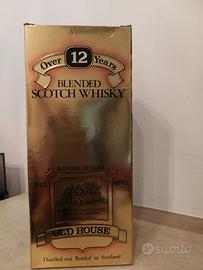 Over 12 Years
BLENDED
SCOTCH WHISKY
OLD HOUSE
Distilled and Bottled in Scotland
subito